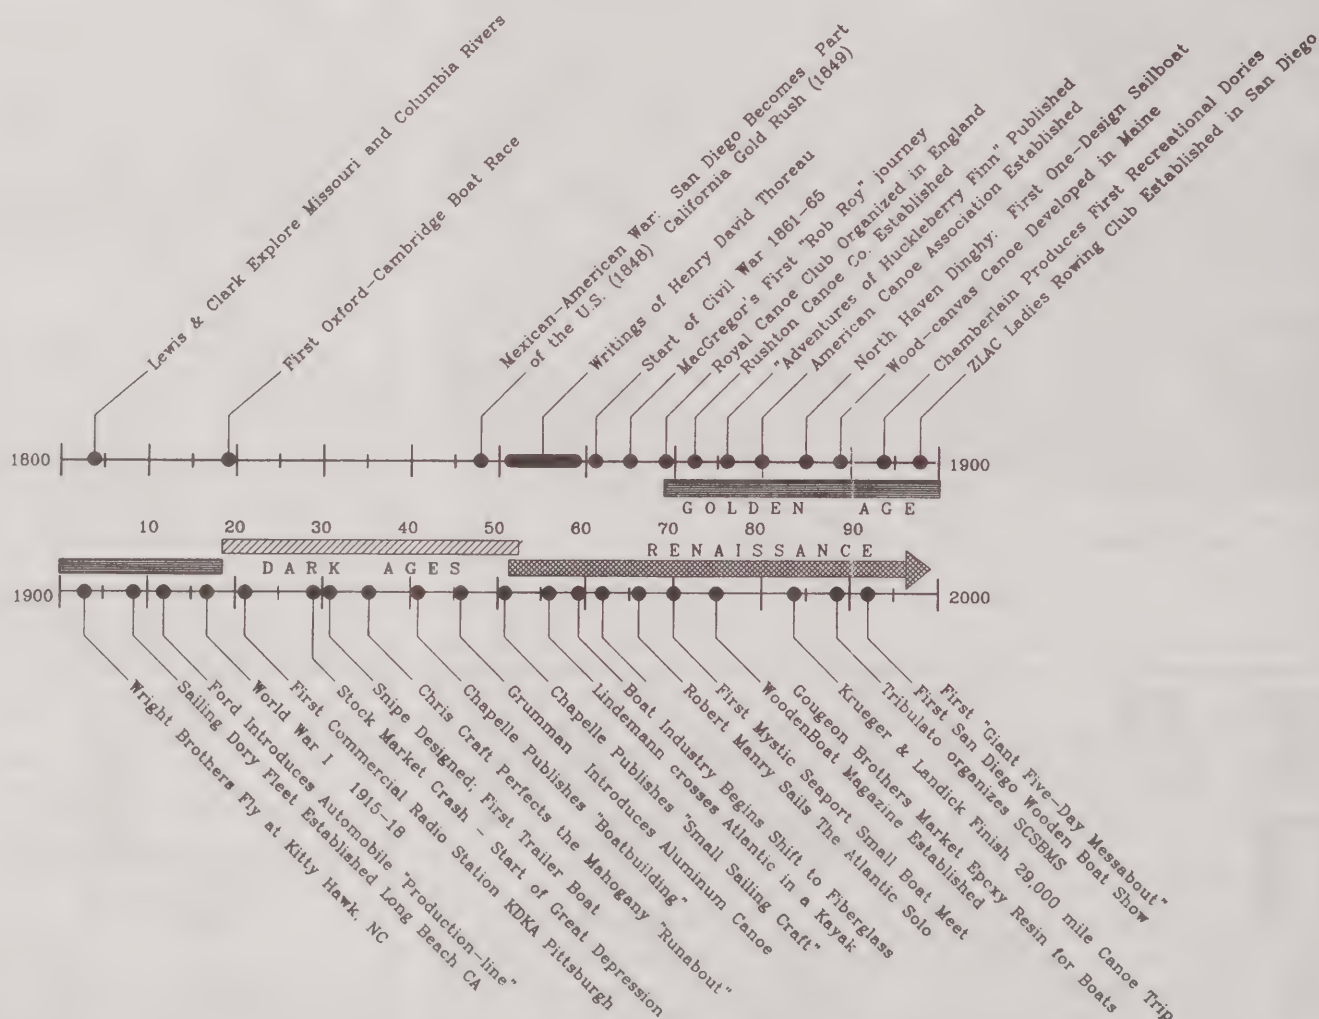 Lewis & Clark Explore Missouri and Columbia Rivers
First Oxford-Cambridge Boat Race
Mexican-American War: San Diego Becomes Part
of the U.S. (1848) California Gold Rush (1849)
Writings of Henry David Thoreau
Start of Civil War 1861-65
MacGregor's First "Rob Roy" journey
Royal Canoe Club Organized in England
Rushton Canoe Co. Established
"Adventures of Huckleberry Finn" Published
American Canoe Association Established
North Haven Dinghy: First One-Design Sailboat
Wood-canvas Canoe Developed in Maine
Chamberlain Produces First Recreational Dories
ZLAC Ladies Rowing Club Established in San Diego
1800 1900
GOLDEN AGE
10 20 30 40 50 60 70 80 90
RENAISSANCE
DARK AGES
1900 2000
Wright Brothers Fly at Kitty Hawk, NC
Sailing Dory Fleet Established Long Beach CA
Ford Introduces Automobile "Production-line"
World War I 1915-18
First Commercial Radio Station KDKA Pittsburgh
Stock Market Crash - Start of Great Depression
Snipe Designed: First Trailer Boat
Chris Craft Perfects the Mahogany "Runabout"
Chapelle Publishes "Boatbuilding"
Grumman Introduces Aluminum Canoe
Chapelle Publishes "Small Sailing Craft"
Lindemann crosses Atlantic in a Kayak
Boat Industry Begins Shift to Fiberglass
Robert Manry Sails The Atlantic Solo
First Mystic Seaport Small Boat Meet
WoodenBoat Magazine Established
Gougeon Brothers Market Epoxy Resin for Boats
Krueger & Landick Finish 29,000 mile Canoe Trip
Tribulato organizes SCSBMS
First San Diego Wooden Boat Show
First "Giant Five-Day Messabout"